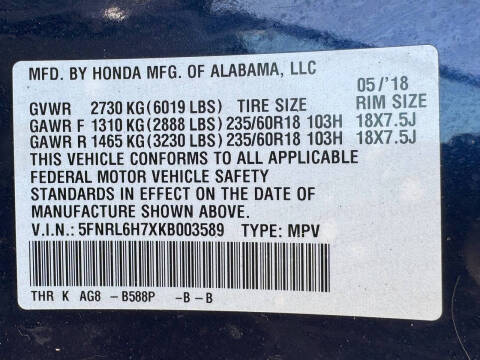 MFD. BY HONDA MFG. OF ALABAMA, LLC 05/'18
GVWR 2730 KG (6019 LBS) TIRE SIZE RIM SIZE
GAWR F 1310 KG (2888 LBS) 235/60R18 103H 18X7.5J
GAWR R 1465 KG (3230 LBS) 235/60R18 103H 18X7.5J
THIS VEHICLE CONFORMS TO ALL APPLICABLE
FEDERAL MOTOR VEHICLE SAFETY
STANDARDS IN EFFECT ON THE DATE OF
MANUFACTURE SHOWN ABOVE.
V.I.N.: 5FNRL6H7XKB003589 TYPE: MPV
THR K AG8 -B588P -B-B